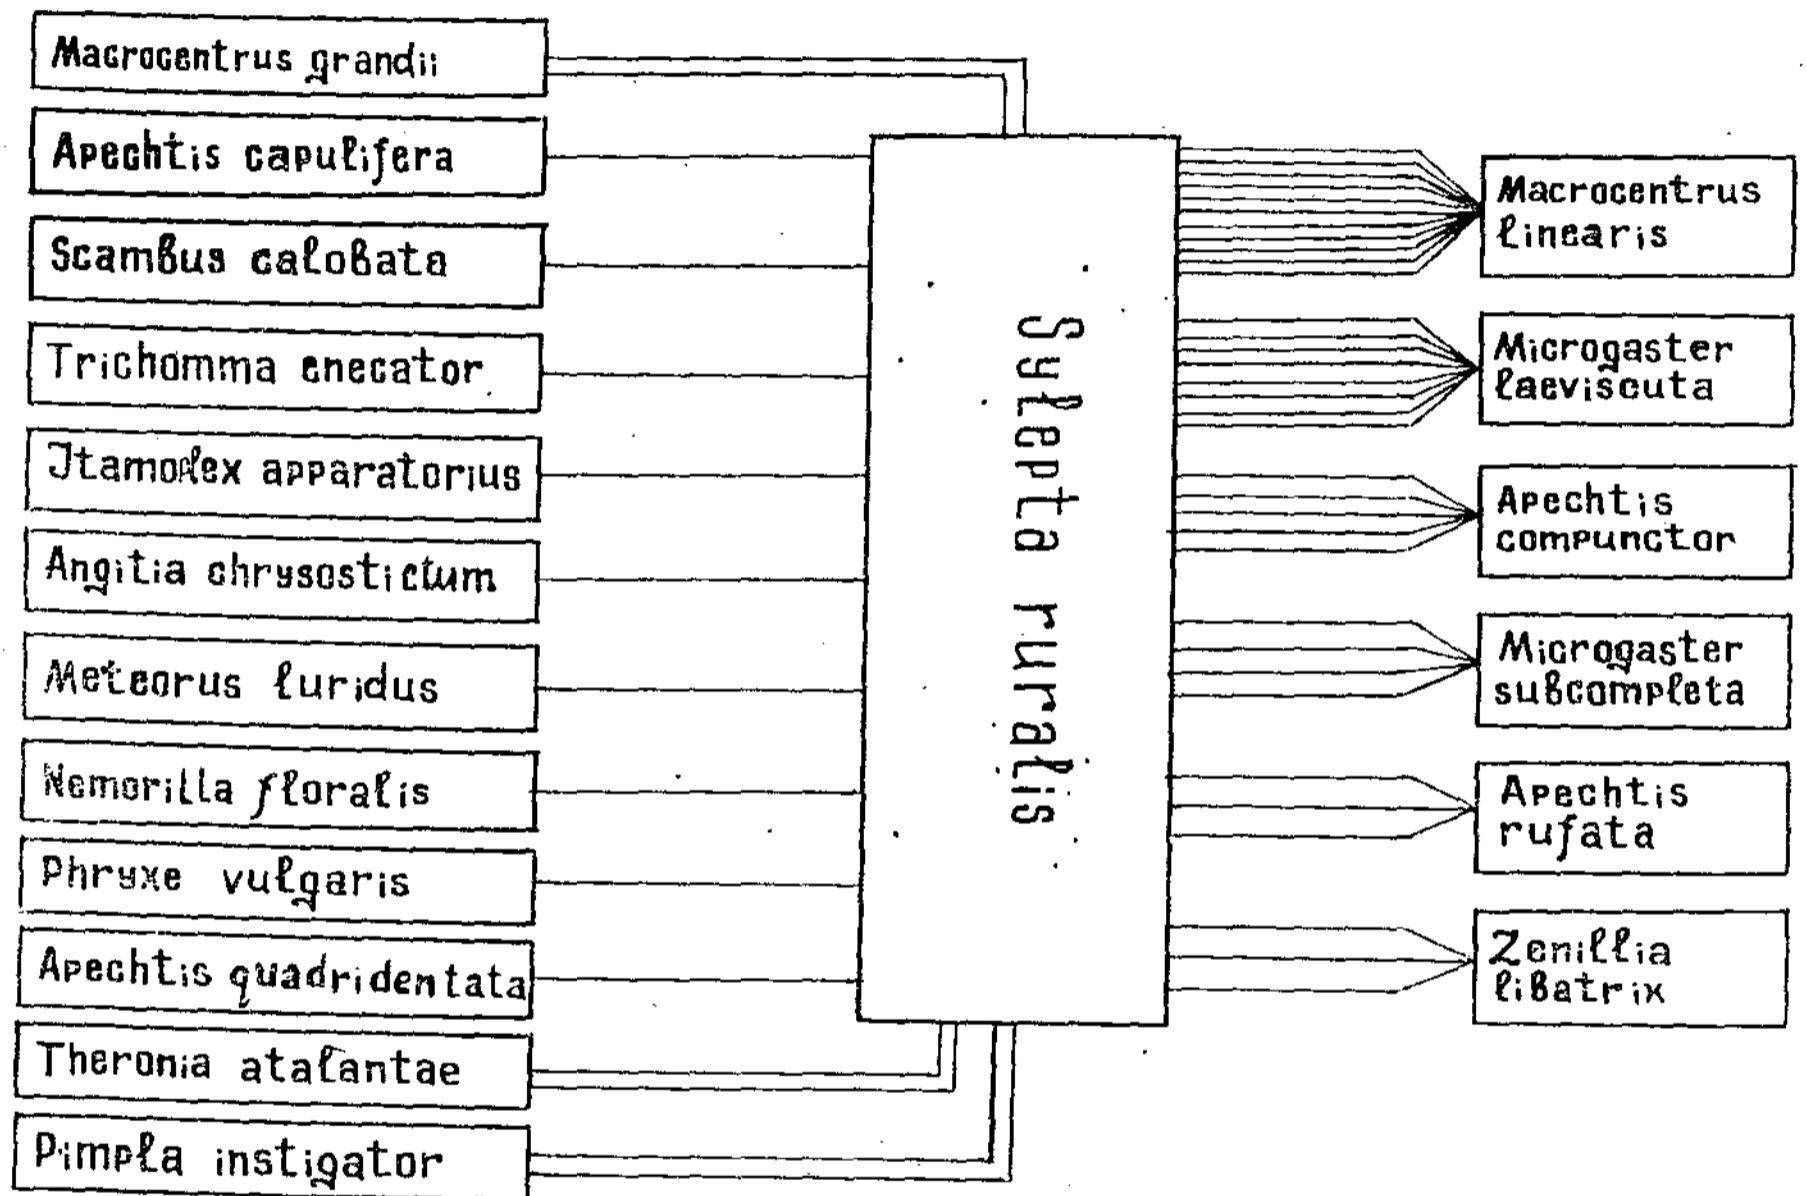 Macrocentrus grandii
Apechtis capulifera
Scambus calobata
Trichomma enecator
Itamoplex apparatorius
Angitia chrysostictum
Meteorus luridus
Nemorilla floralis
Phryxe vulgaris
Apechtis quadridentata
Theronia atalantae
Pimpla instigator
Sylepta ruralis
Macrocentrus
linearis
Microgaster
laeviscuta
Apechtis
compunctor
Microgaster
subcompleta
Apechtis
rufata
Zenillia
libatrix